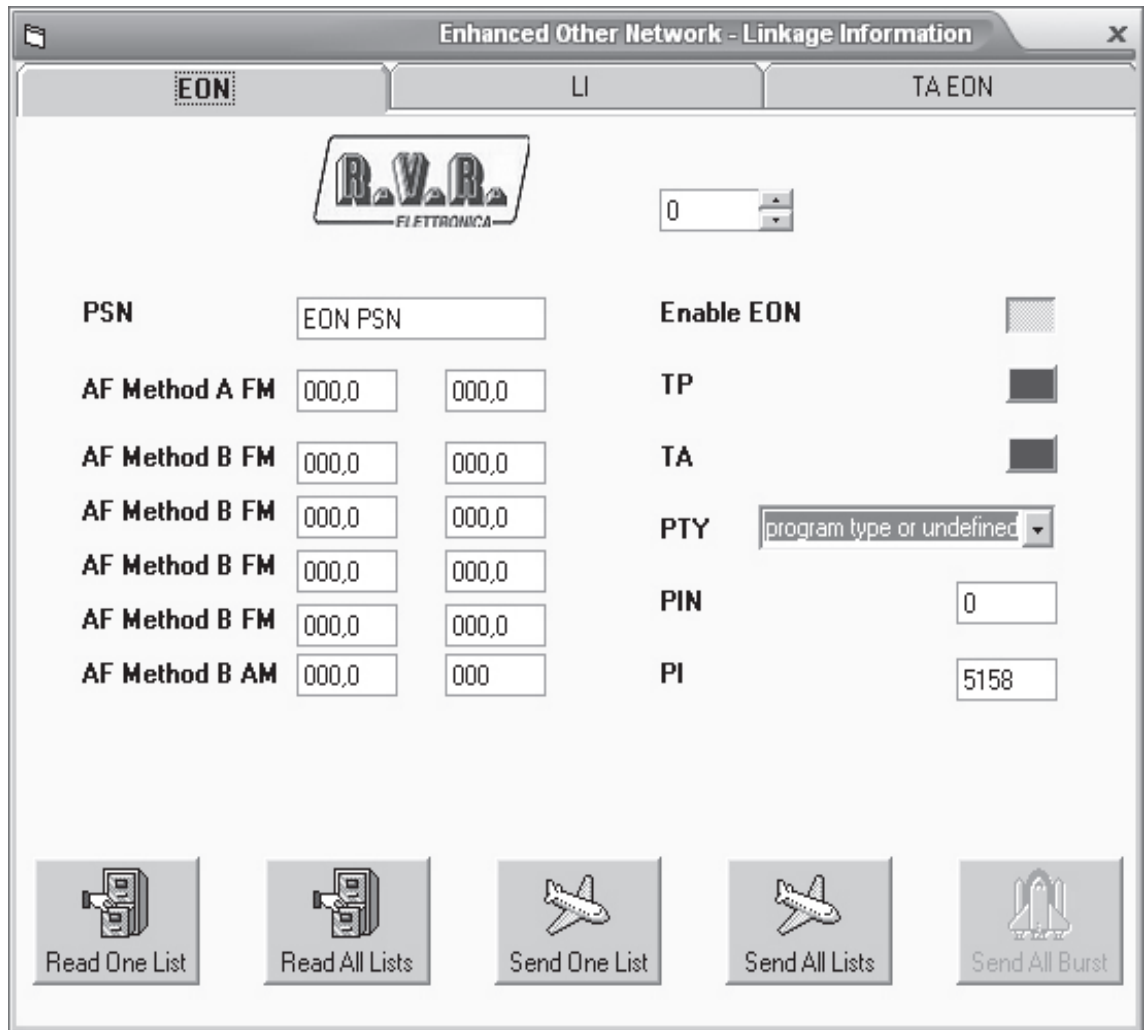 Enhanced Other Network - Linkage Information
EON
LI
TA EON
R.V.R.
ELETTRONICA
0
PSN
EON PSN
AF Method A FM 000,0 000,0
AF Method B FM 000,0 000,0
AF Method B FM 000,0 000,0
AF Method B FM 000,0 000,0
AF Method B FM 000,0 000,0
AF Method B AM 000,0 000
Enable EON
TP
TA
PTY program type or undefined
PIN 0
PI 5158
Read One List
Read All Lists
Send One List
Send All Lists
Send All Burst